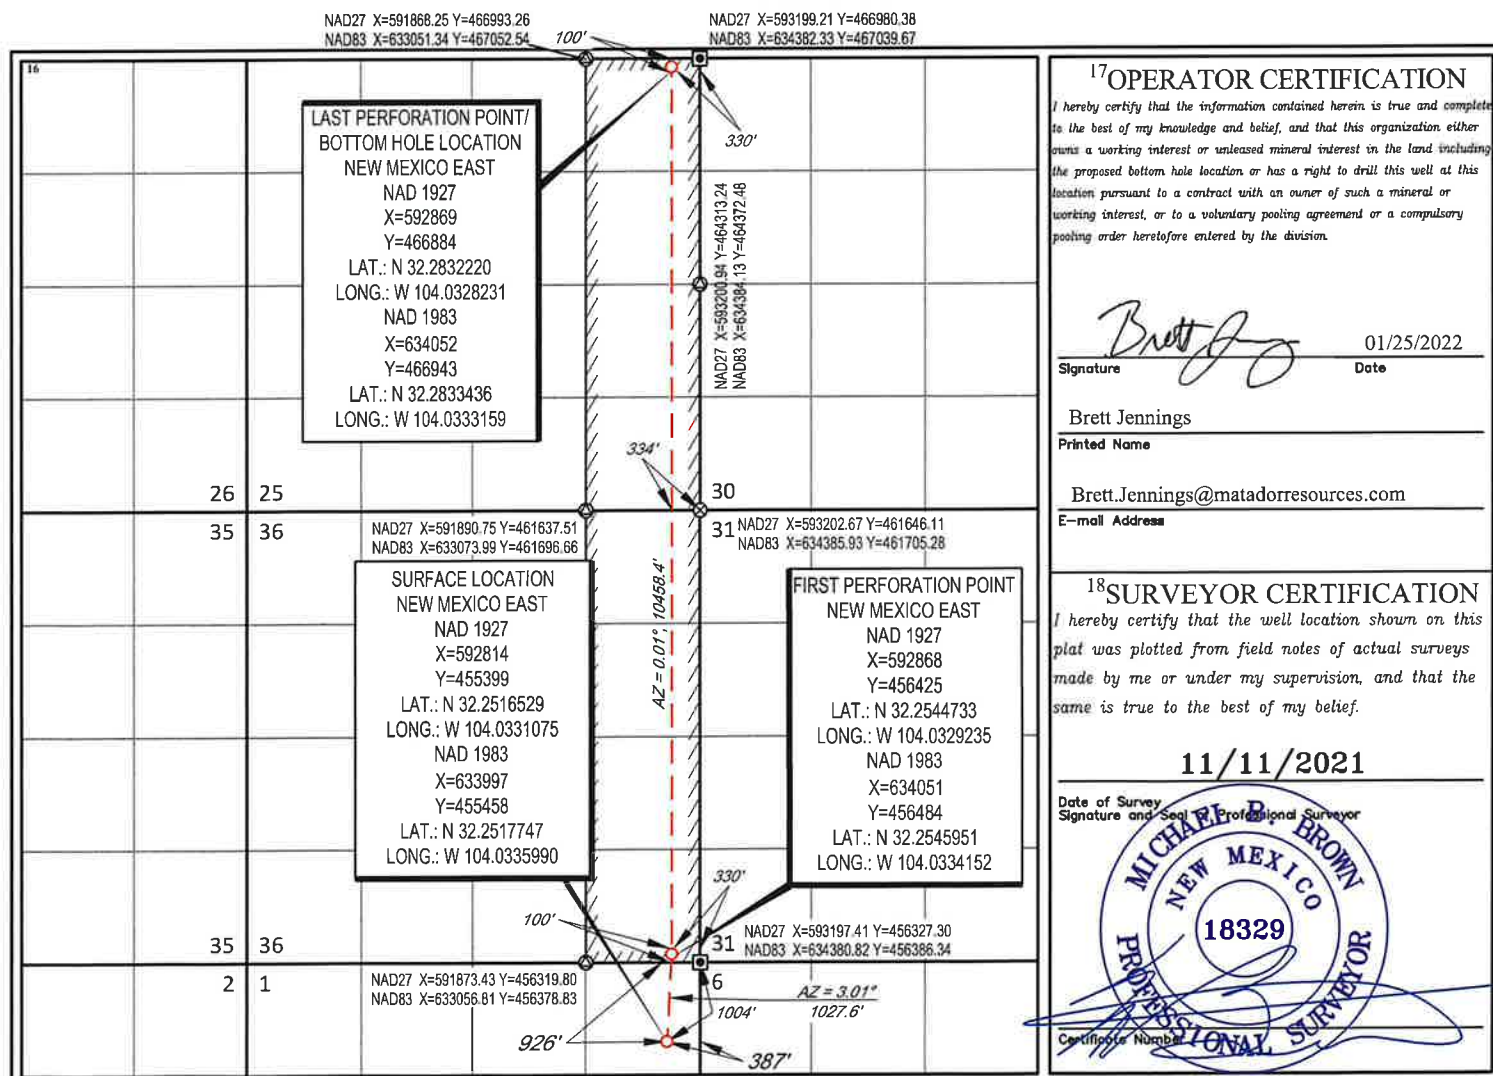 NAD27 X=591868.25 Y=466993.26
NAD83 X=633051.34 Y=467052.54
100'
NAD27 X=593199.21 Y=466980.38
NAD83 X=634382.33 Y=467039.67
16
330'
LAST PERFORATION POINT/
BOTTOM HOLE LOCATION
NEW MEXICO EAST
NAD 1927
X=592869
Y=466884
LAT.: N 32.2832220
LONG.: W 104.0328231
NAD 1983
X=634052
Y=466943
LAT.: N 32.2833436
LONG.: W 104.0333159
NAD27 X=593200.94 Y=464313.24
NAD83 X=634384.13 Y=464372.48
334'
26 25
30
35 36
31
NAD27 X=591890.75 Y=461637.51
NAD83 X=633073.99 Y=461696.66
NAD27 X=593202.67 Y=461646.11
NAD83 X=634385.93 Y=461705.28
SURFACE LOCATION
NEW MEXICO EAST
NAD 1927
X=592814
Y=455399
LAT.: N 32.2516529
LONG.: W 104.0331075
NAD 1983
X=633997
Y=455458
LAT.: N 32.2517747
LONG.: W 104.0335990
AZ = 0.01°, 10458.4'
FIRST PERFORATION POINT
NEW MEXICO EAST
NAD 1927
X=592868
Y=456425
LAT.: N 32.2544733
LONG.: W 104.0329235
NAD 1983
X=634051
Y=456484
LAT.: N 32.2545951
LONG.: W 104.0334152
330'
100'
35 36
31
NAD27 X=593197.41 Y=456327.30
NAD83 X=634380.82 Y=456386.34
2 1
6
NAD27 X=591873.43 Y=456319.80
NAD83 X=633056.81 Y=456378.83
AZ = 3.01°
1027.6'
1004'
926'
387'
17 OPERATOR CERTIFICATION
I hereby certify that the information contained herein is true and complete
to the best of my knowledge and belief, and that this organization either
owns a working interest or unleased mineral interest in the land including
the proposed bottom hole location or has a right to drill this well at this
location pursuant to a contract with an owner of such a mineral or
working interest, or to a voluntary pooling agreement or a compulsory
pooling order heretofore entered by the division.
01/25/2022
Signature Date
Brett Jennings
Printed Name
Brett.Jennings@matadorresources.com
E-mail Address
18 SURVEYOR CERTIFICATION
I hereby certify that the well location shown on this
plat was plotted from field notes of actual surveys
made by me or under my supervision, and that the
same is true to the best of my belief.
11/11/2021
Date of Survey
Signature and Seal of Professional Surveyor
MICHAEL B. BROWN
NEW MEXICO
18329
PROFESSIONAL SURVEYOR
Certificate Number